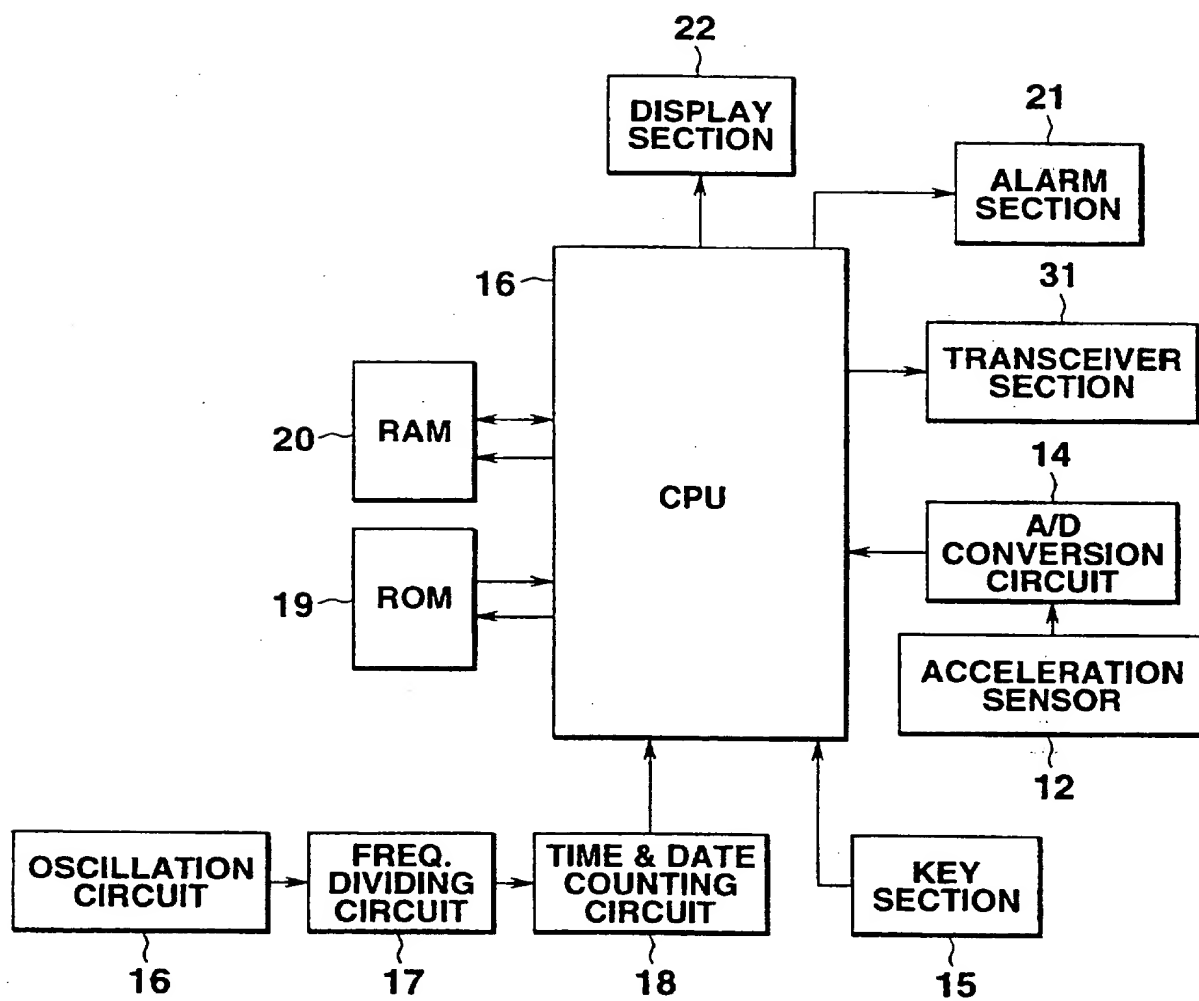 22
DISPLAY
SECTION
21
ALARM
SECTION
16
31
TRANSCEIVER
SECTION
20
RAM
CPU
14
A/D
CONVERSION
CIRCUIT
19
ROM
ACCELERATION
SENSOR
12
OSCILLATION
CIRCUIT
FREQ.
DIVIDING
CIRCUIT
TIME & DATE
COUNTING
CIRCUIT
KEY
SECTION
16
17
18
15